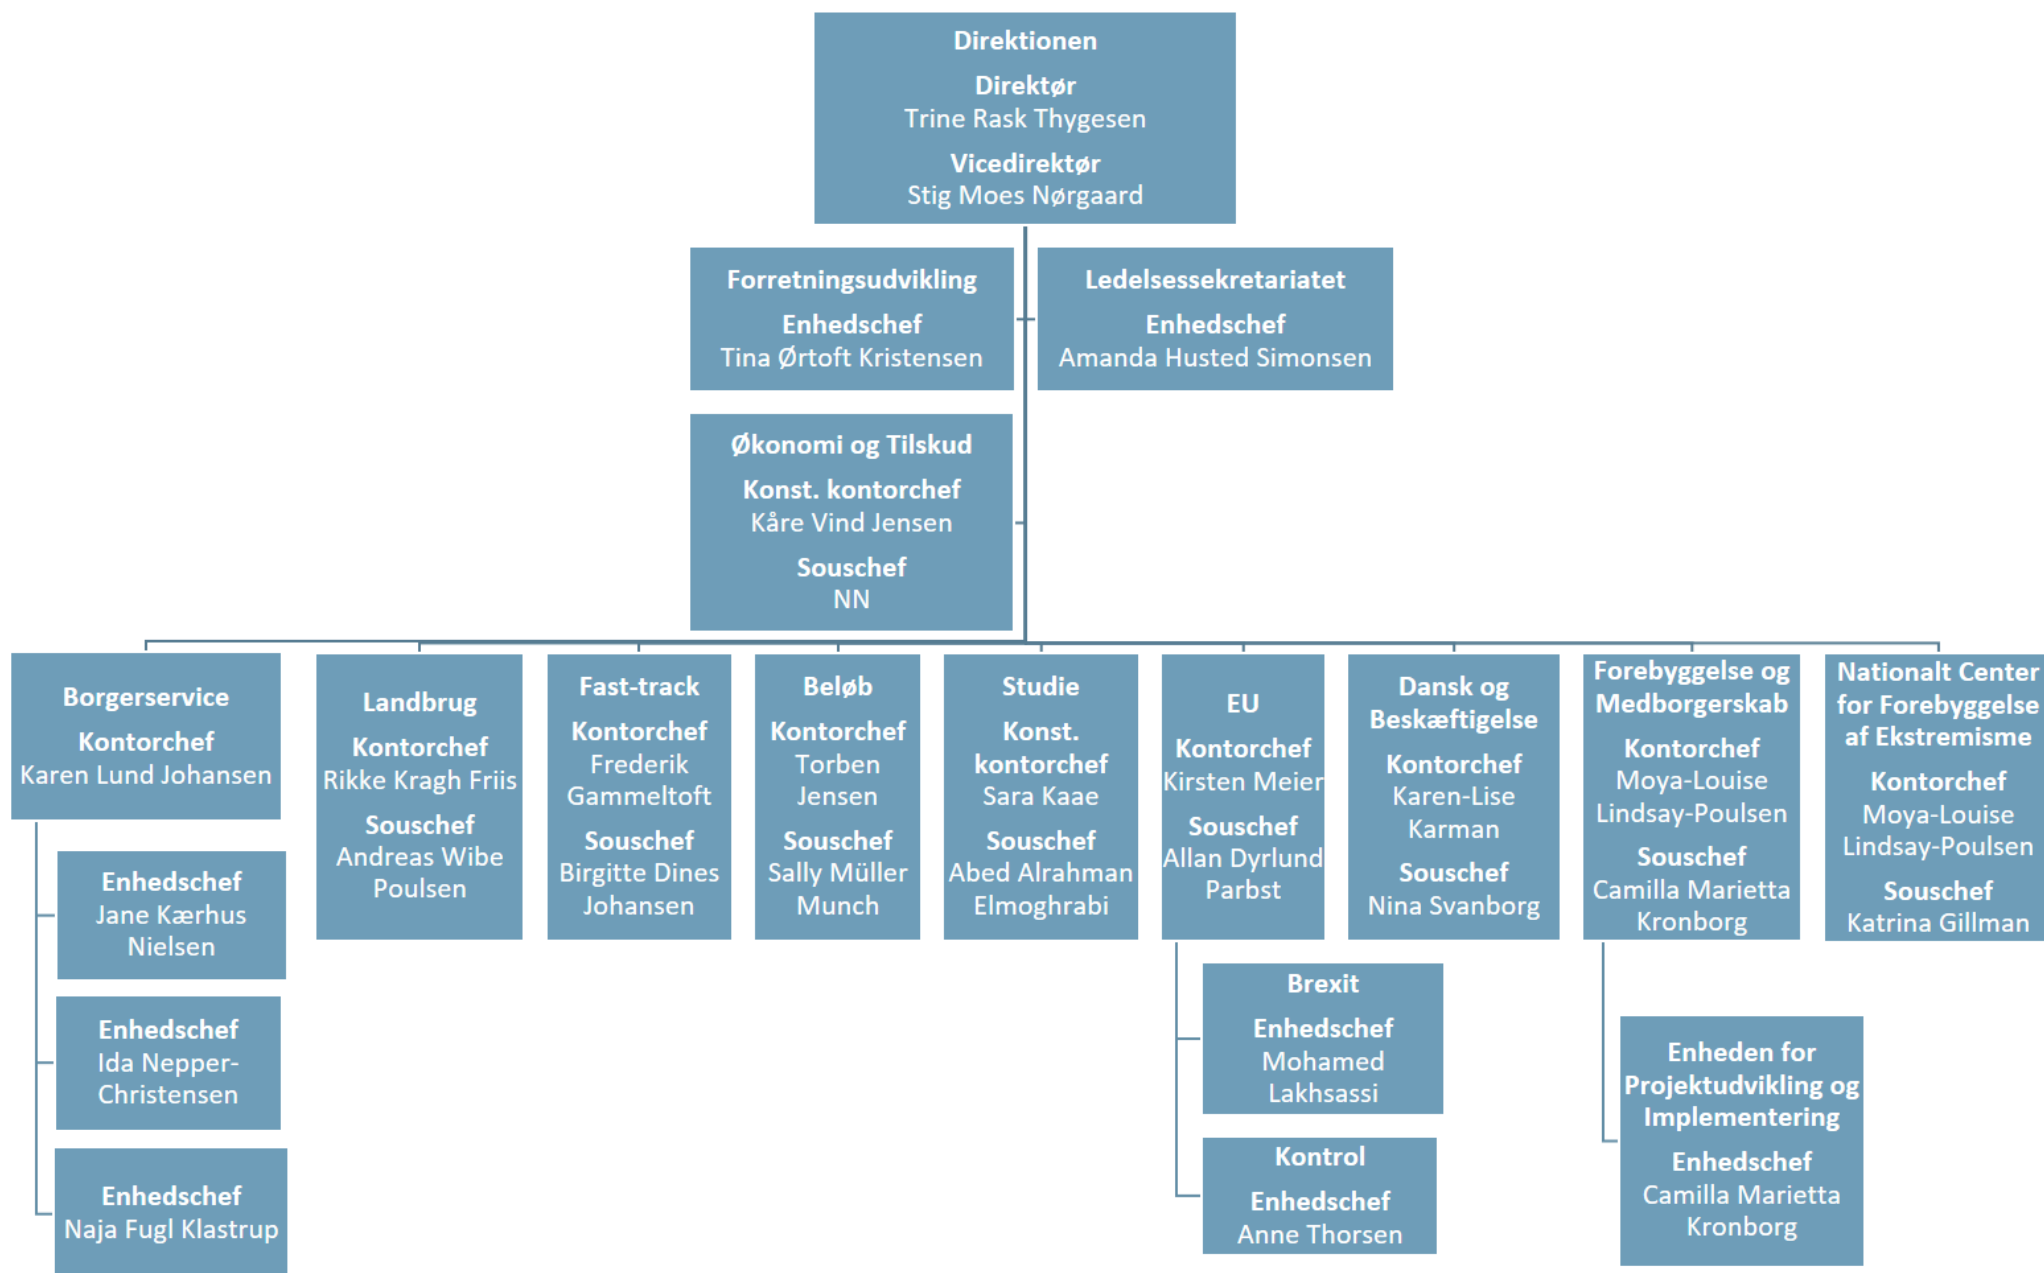 Direktionen
Direktør
Trine Rask Thygesen
Vicedirektør
Stig Moes Nørgaard
Forretningsudvikling
Enhedschef
Tina Ørtoft Kristensen
Ledelsessekretariatet
Enhedschef
Amanda Husted Simonsen
Økonomi og Tilskud
Konst. kontorchef
Kåre Vind Jensen
Souschef
NN
Borgerservice
Kontorchef
Karen Lund Johansen
Enhedschef
Jane Kærhus
Nielsen
Enhedschef
Ida Nepper-
Christensen
Enhedschef
Naja Fugl Klastrup
Landbrug
Kontorchef
Rikke Kragh Friis
Souschef
Andreas Wibe
Poulsen
Fast-track
Kontorchef
Frederik
Gammeltoft
Souschef
Birgitte Dines
Johansen
Beløb
Kontorchef
Torben
Jensen
Souschef
Sally Müller
Munch
Studie
Konst.
kontorchef
Sara Kaae
Souschef
Abed Alrahman
Elmoghrabi
EU
Kontorchef
Kirsten Meier
Souschef
Allan Dyrlund
Parbst
Brexit
Enhedschef
Mohamed
Lakhsassi
Kontrol
Enhedschef
Anne Thorsen
Dansk og
Beskæftigelse
Kontorchef
Karen-Lise
Karman
Souschef
Nina Svanborg
Forebyggelse og
Medborgerskab
Kontorchef
Moya-Louise
Lindsay-Poulsen
Souschef
Camilla Marietta
Kronborg
Enheden for
Projektudvikling og
Implementering
Enhedschef
Camilla Marietta
Kronborg
Nationalt Center
for Forebyggelse
af Ekstremisme
Kontorchef
Moya-Louise
Lindsay-Poulsen
Souschef
Katrina Gillman